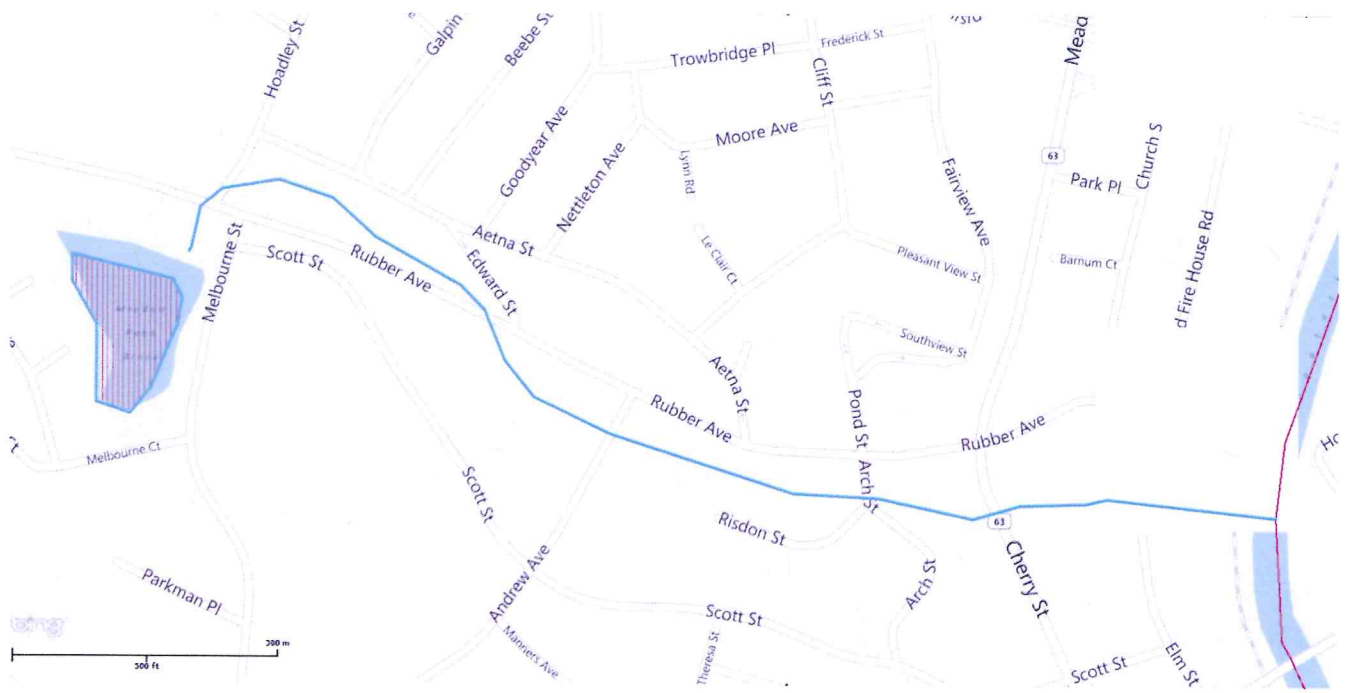 Hoadley St
Galpin
Beebe St
Trowbridge Pl
Frederick St
Mead
Cliff St
Goodyear Ave
Moore Ave
Nettleton Ave
Lynn Rd
63
Church S
Fairview Ave
Park Pl
Melbourne St
Aetna St
Scott St
Rubber Ave
Edward St
Le Clair Ct
Pleasant View St
Barnum Ct
d Fire House Rd
Southview St
Aetna St
Rubber Ave
Pond St
Rubber Ave
Ct
Melbourne Ct
Arch St
Scott St
Risdon St
63
Cherry St
Andrew Ave
Arch St
Parkman Pl
Scott St
Manners Ave
Theresa St
Scott St
Elm St
bing
300 m
300 ft